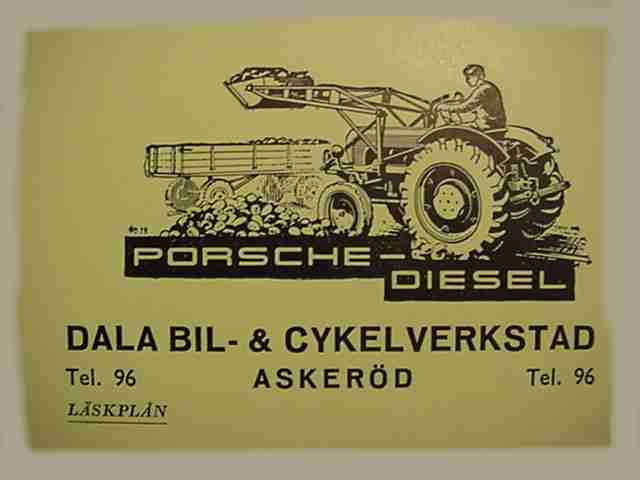 PORSCHE-
DIESEL
DALA BIL- & CYKELVERKSTAD
Tel. 96 ASKERÖD Tel. 96
LÄSKPLÅN